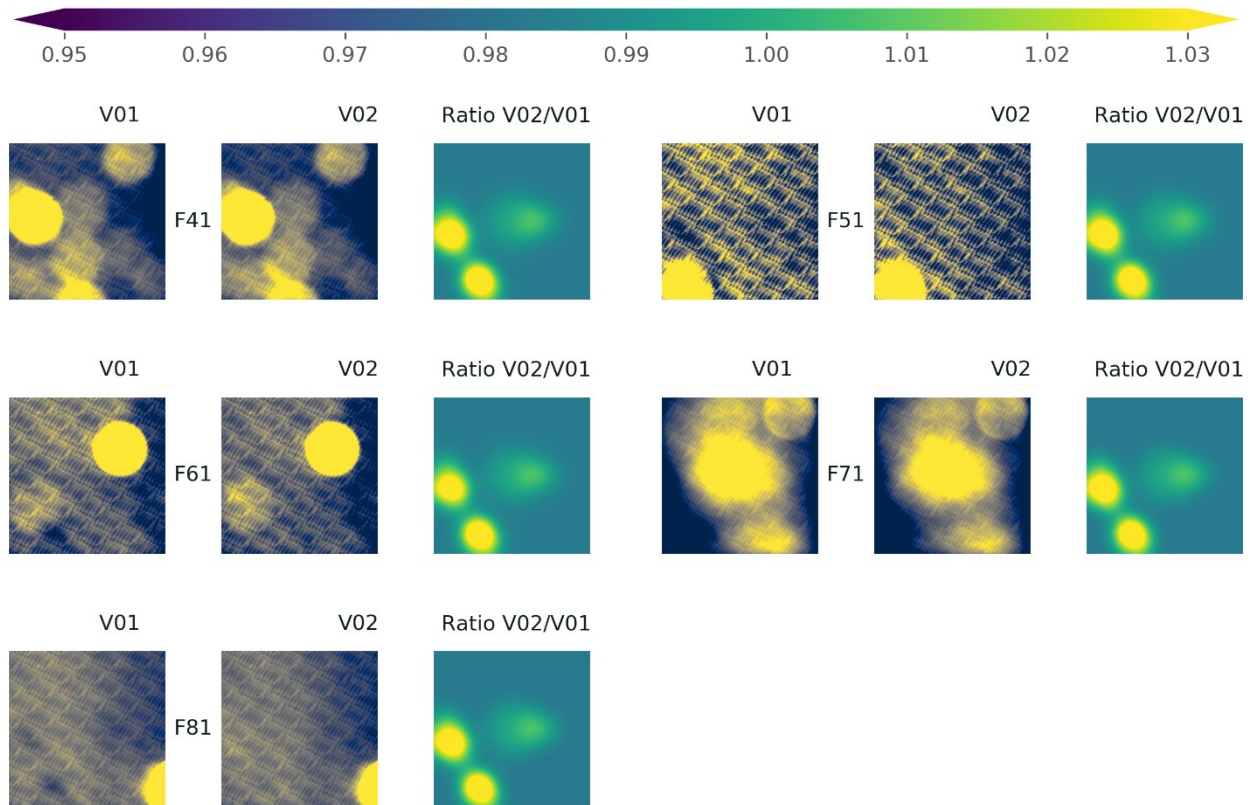 0.95 0.96 0.97 0.98 0.99 1.00 1.01 1.02 1.03
V01 V02 Ratio V02/V01 V01 V02 Ratio V02/V01
F41 F51
V01 V02 Ratio V02/V01 V01 V02 Ratio V02/V01
F61 F71
V01 V02 Ratio V02/V01
F81